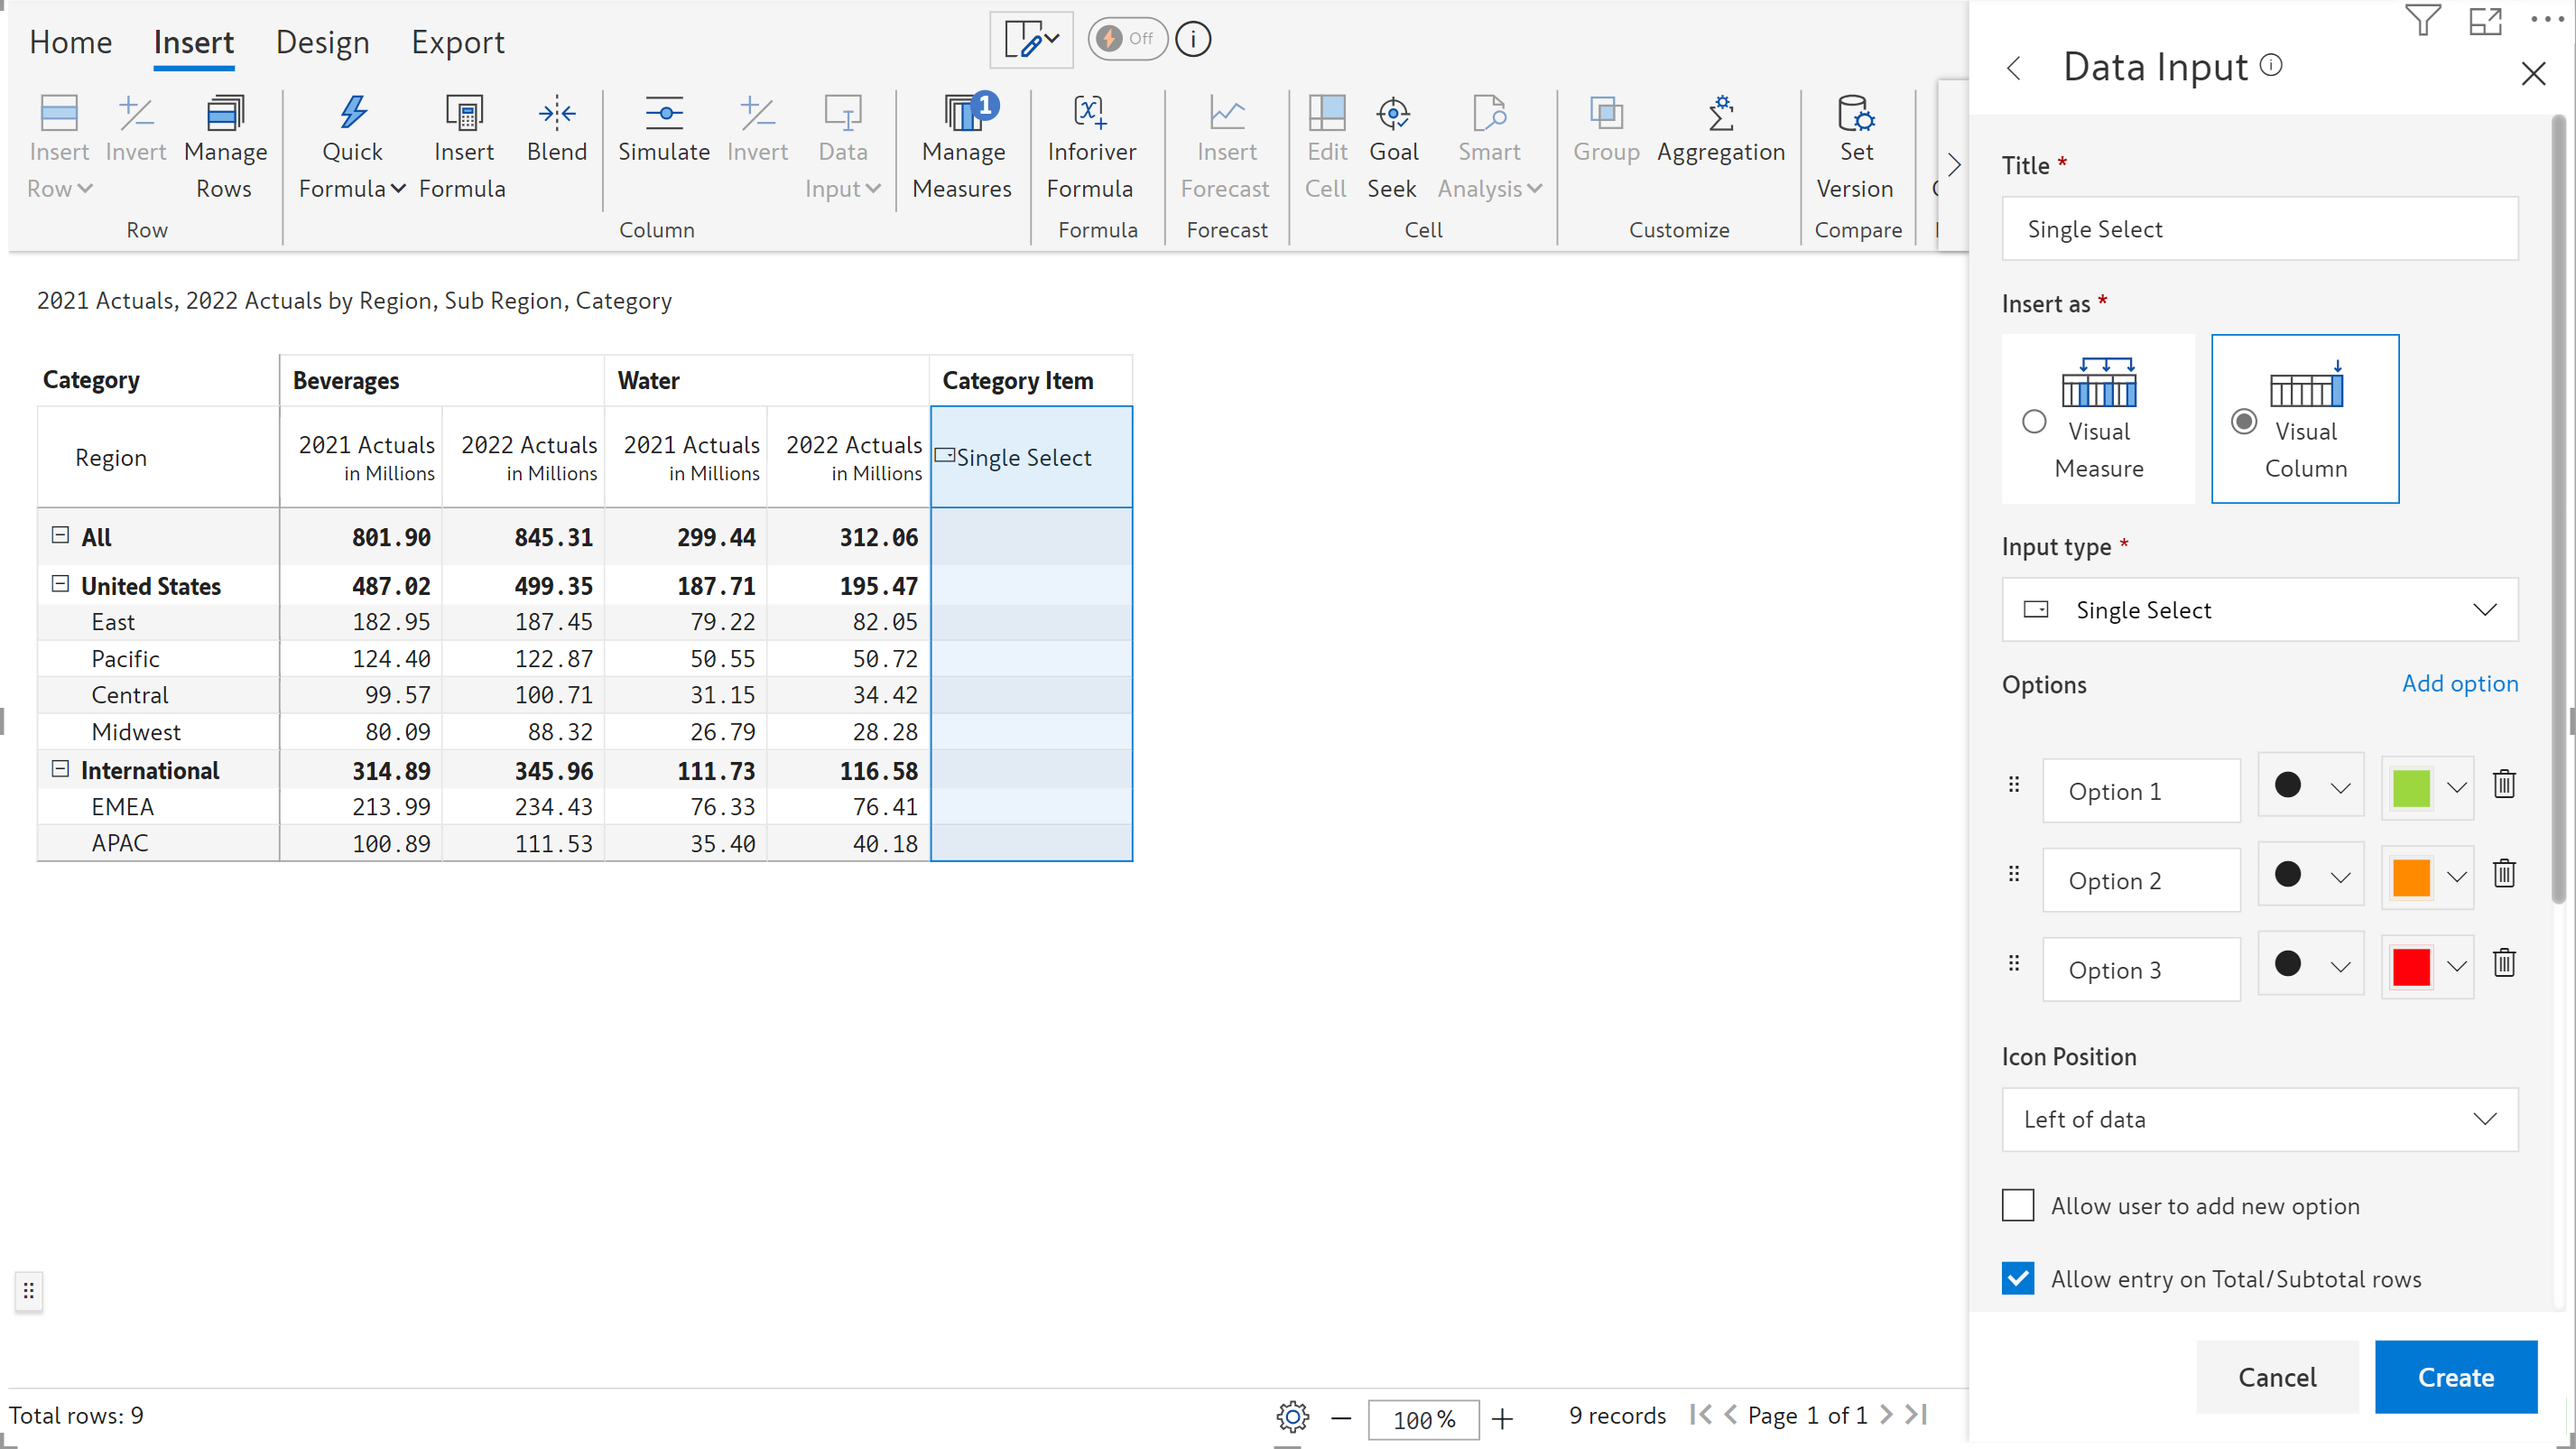 Home Insert Design Export
Off
Data Input
Insert Row
Invert
Manage Rows
Row
Quick Formula
Insert Formula
Blend
Simulate
Invert
Data Input
Column
1
Manage Measures
Inforiver Formula
Formula
Insert Forecast
Forecast
Edit Cell
Goal Seek
Smart Analysis
Cell
Group
Aggregation
Customize
Set Version
Compare
2021 Actuals, 2022 Actuals by Region, Sub Region, Category
Category Beverages Water Category Item
Region 2021 Actuals in Millions 2022 Actuals in Millions 2021 Actuals in Millions 2022 Actuals in Millions Single Select
All 801.90 845.31 299.44 312.06
United States 487.02 499.35 187.71 195.47
East 182.95 187.45 79.22 82.05
Pacific 124.40 122.87 50.55 50.72
Central 99.57 100.71 31.15 34.42
Midwest 80.09 88.32 26.79 28.28
International 314.89 345.96 111.73 116.58
EMEA 213.99 234.43 76.33 76.41
APAC 100.89 111.53 35.40 40.18
Title *
Single Select
Insert as *
Visual Measure
Visual Column
Input type *
Single Select
Options Add option
Option 1
Option 2
Option 3
Icon Position
Left of data
Allow user to add new option
Allow entry on Total/Subtotal rows
Cancel Create
Total rows: 9
100%
9 records
Page 1 of 1